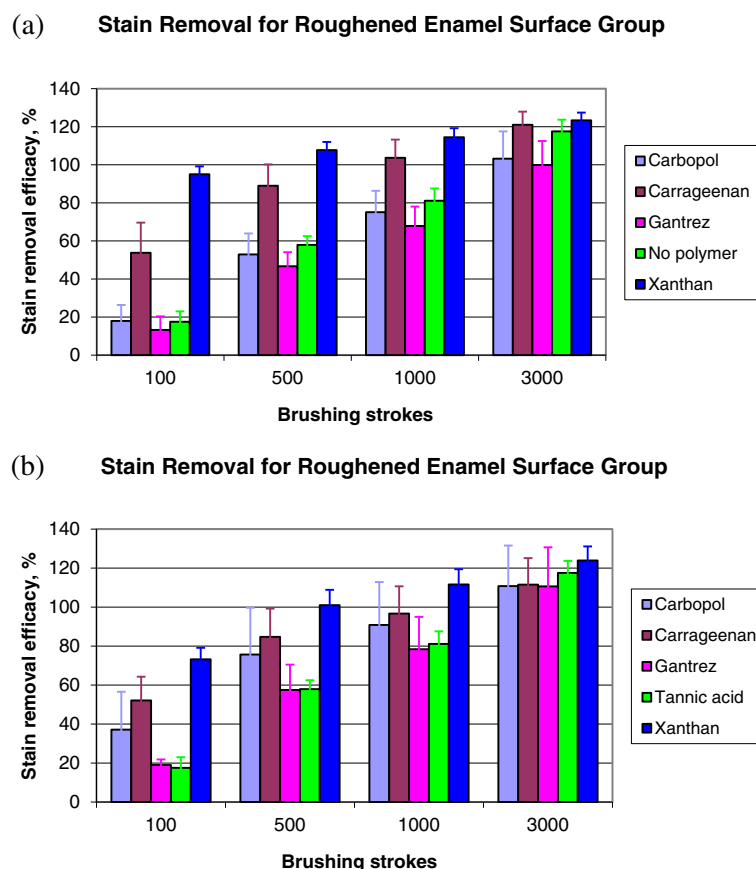 (a) Stain Removal for Roughened Enamel Surface Group
Stain removal efficacy, %
140
120
100
80
60
40
20
0
100 500 1000 3000
Brushing strokes
Carbopol
Carrageenan
Gantrez
No polymer
Xanthan
(b) Stain Removal for Roughened Enamel Surface Group
Stain removal efficacy, %
140
120
100
80
60
40
20
0
100 500 1000 3000
Brushing strokes
Carbopol
Carrageenan
Gantrez
Tannic acid
Xanthan